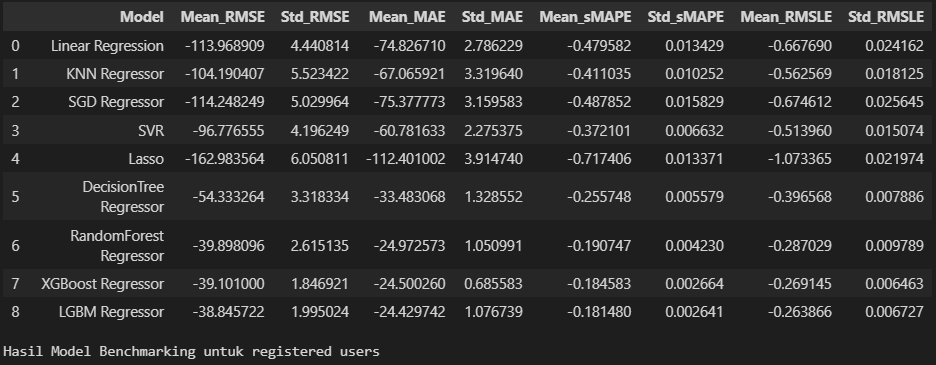 Model Mean_RMSE Std_RMSE Mean_MAE Std_MAE Mean_sMAPE Std_sMAPE Mean_RMSLE Std_RMSLE
0 Linear Regression -113.968909 4.440814 -74.826710 2.786229 -0.479582 0.013429 -0.667690 0.024162
1 KNN Regressor -104.190407 5.523422 -67.065921 3.319640 -0.411035 0.010252 -0.562569 0.018125
2 SGD Regressor -114.248249 5.029964 -75.377773 3.159583 -0.487852 0.015829 -0.674612 0.025645
3 SVR -96.776555 4.196249 -60.781633 2.275375 -0.372101 0.006632 -0.513960 0.015074
4 Lasso -162.983564 6.050811 -112.401002 3.914740 -0.717406 0.013371 -1.073365 0.021974
5 DecisionTree Regressor -54.333264 3.318334 -33.483068 1.328552 -0.255748 0.005579 -0.396568 0.007886
6 RandomForest Regressor -39.898096 2.615135 -24.972573 1.050991 -0.190747 0.004230 -0.287029 0.009789
7 XGBoost Regressor -39.101000 1.846921 -24.500260 0.685583 -0.184583 0.002664 -0.269145 0.006463
8 LGBM Regressor -38.845722 1.995024 -24.429742 1.076739 -0.181480 0.002641 -0.263866 0.006727
Hasil Model Benchmarking untuk registered users